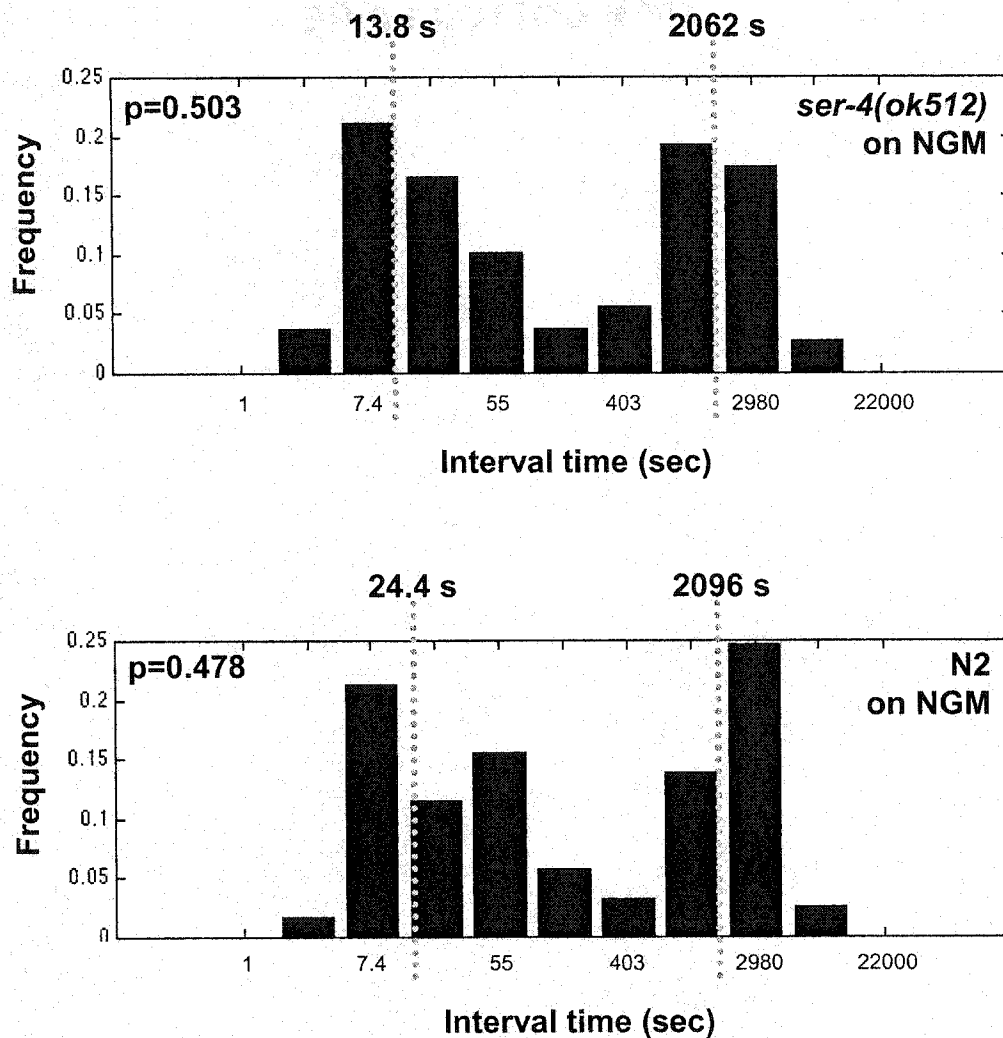 13.8 s 2062 s
0.25
p=0.503
ser-4(ok512)
on NGM
0.2
0.15
0.1
0.05
0
Frequency
1 7.4 55 403 2980 22000
Interval time (sec)
24.4 s 2096 s
0.25
p=0.478
N2
on NGM
0.2
0.15
0.1
0.05
0
Frequency
1 7.4 55 403 2980 22000
Interval time (sec)